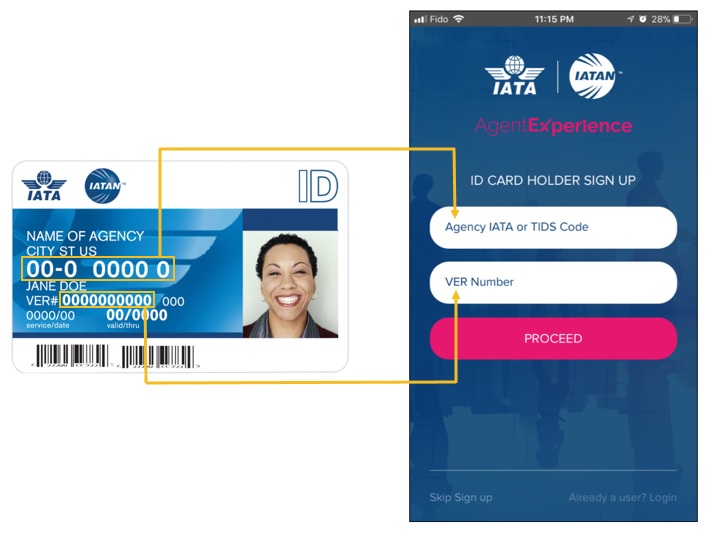 IATA
IATAN™
ID
NAME OF AGENCY
CITY ST US
00-0 0000 0
JANE DOE
VER# 0000000000 000
0000/00 00/0000
service/date valid/thru
Fido 11:15 PM 28%
IATA
IATAN™
AgentExperience
ID CARD HOLDER SIGN UP
Agency IATA or TIDS Code
VER Number
PROCEED
Skip Sign up Already a user? Login